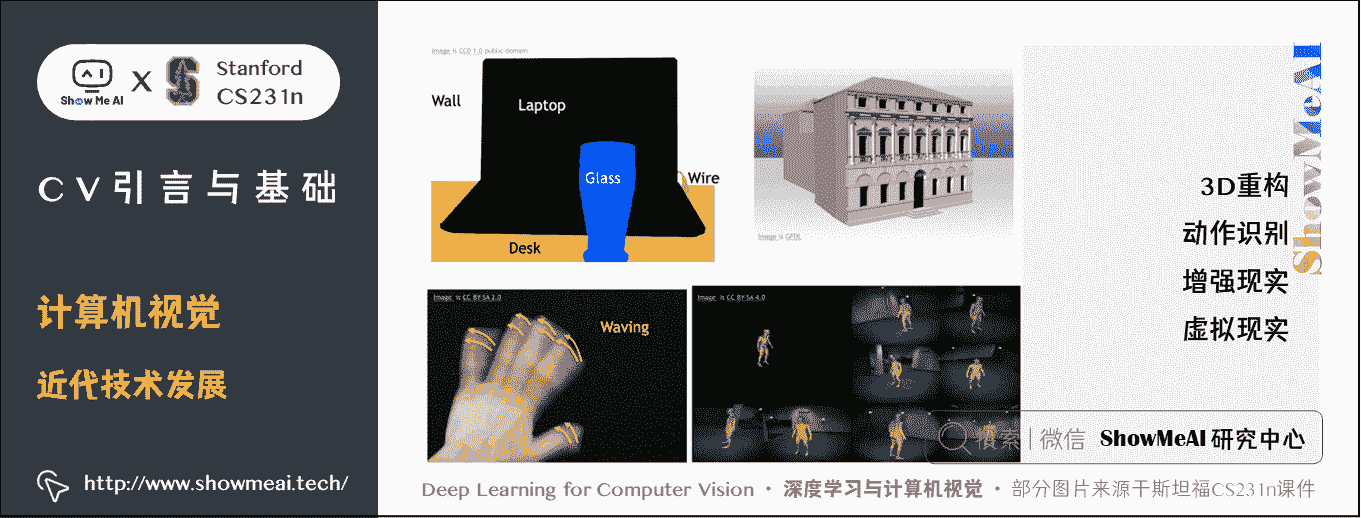 Show Me AI
X
Stanford
CS231n
CV引言与基础
计算机视觉
近代技术发展
http://www.showmeai.tech/
Image is CC0 1.0 public domain
Wall
Laptop
Glass
Wire
Desk
Image is GFDL
Image is CC BY-SA 2.0
Waving
Image is CC BY-SA 4.0
ShowMeAI
3D重构
动作识别
增强现实
虚拟现实
搜索 | 微信 ShowMeAI 研究中心
Deep Learning for Computer Vision · 深度学习与计算机视觉 · 部分图片来源于斯坦福CS231n课件